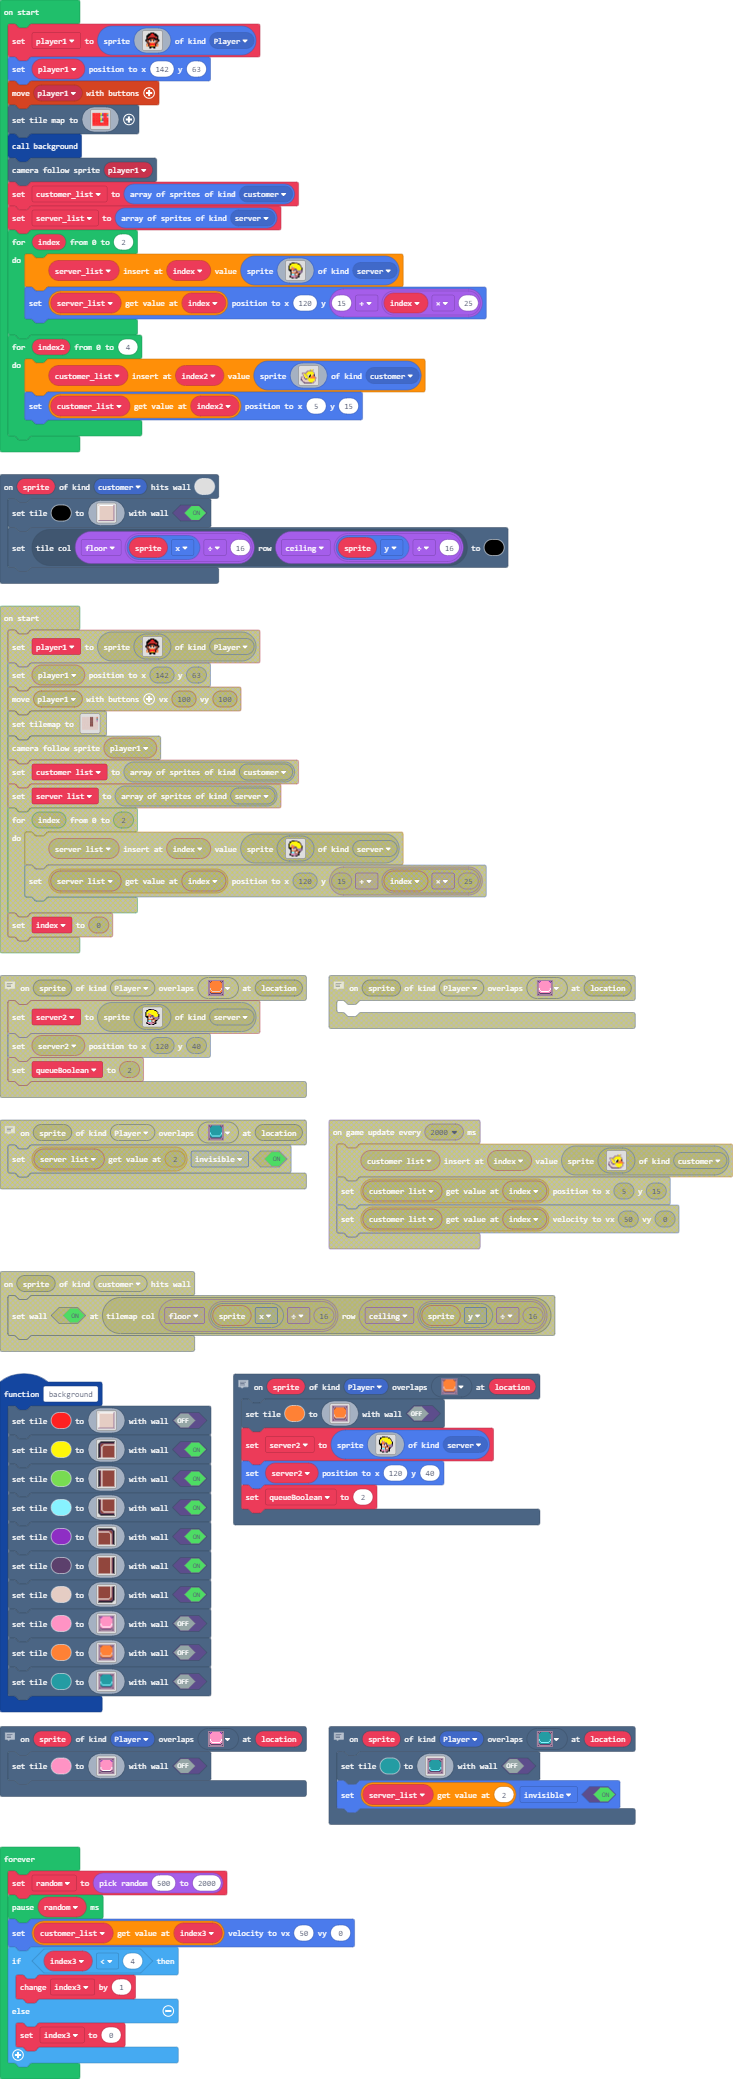 on start
set player1 to sprite of kind Player
set player1 position to x 142 y 63
move player1 with buttons
set tile map to
call background
camera follow sprite player1
set customer_list to array of sprites of kind customer
set server_list to array of sprites of kind server
for index from 0 to 2
do
server_list insert at index value sprite of kind server
set server_list get value at index position to x 120 y 15 + index × 25
for index2 from 0 to 4
do
customer_list insert at index2 value sprite of kind customer
set customer_list get value at index2 position to x 5 y 15
on sprite of kind customer hits wall
set tile to with wall ON
set tile col floor sprite x ÷ 16 row ceiling sprite y ÷ 16 to
on start
set player1 to sprite of kind Player
set player1 position to x 142 y 63
move player1 with buttons vx 100 vy 100
set tilemap to
camera follow sprite player1
set customer list to array of sprites of kind customer
set server list to array of sprites of kind server
for index from 0 to 2
do
server list insert at index value sprite of kind server
set server list get value at index position to x 120 y 15 + index × 25
set index to 0
on sprite of kind Player overlaps at location
set server2 to sprite of kind server
set server2 position to x 120 y 40
set queueBoolean to 2
on sprite of kind Player overlaps at location
on sprite of kind Player overlaps at location
set server list get value at 2 invisible ON
on game update every 2000 ms
customer list insert at index value sprite of kind customer
set customer list get value at index position to x 5 y 15
set customer list get value at index velocity to vx 50 vy 0
on sprite of kind customer hits wall
set wall ON at tilemap col floor sprite x ÷ 16 row ceiling sprite y ÷ 16
function background
set tile to with wall OFF
set tile to with wall ON
set tile to with wall ON
set tile to with wall ON
set tile to with wall ON
set tile to with wall ON
set tile to with wall ON
set tile to with wall OFF
set tile to with wall OFF
set tile to with wall OFF
on sprite of kind Player overlaps at location
set tile to with wall OFF
set server2 to sprite of kind server
set server2 position to x 120 y 40
set queueBoolean to 2
on sprite of kind Player overlaps at location
set tile to with wall OFF
on sprite of kind Player overlaps at location
set tile to with wall OFF
set server_list get value at 2 invisible ON
forever
set random to pick random 500 to 2000
pause random ms
set customer_list get value at index3 velocity to vx 50 vy 0
if index3 < 4 then
change index3 by 1
else
set index3 to 0